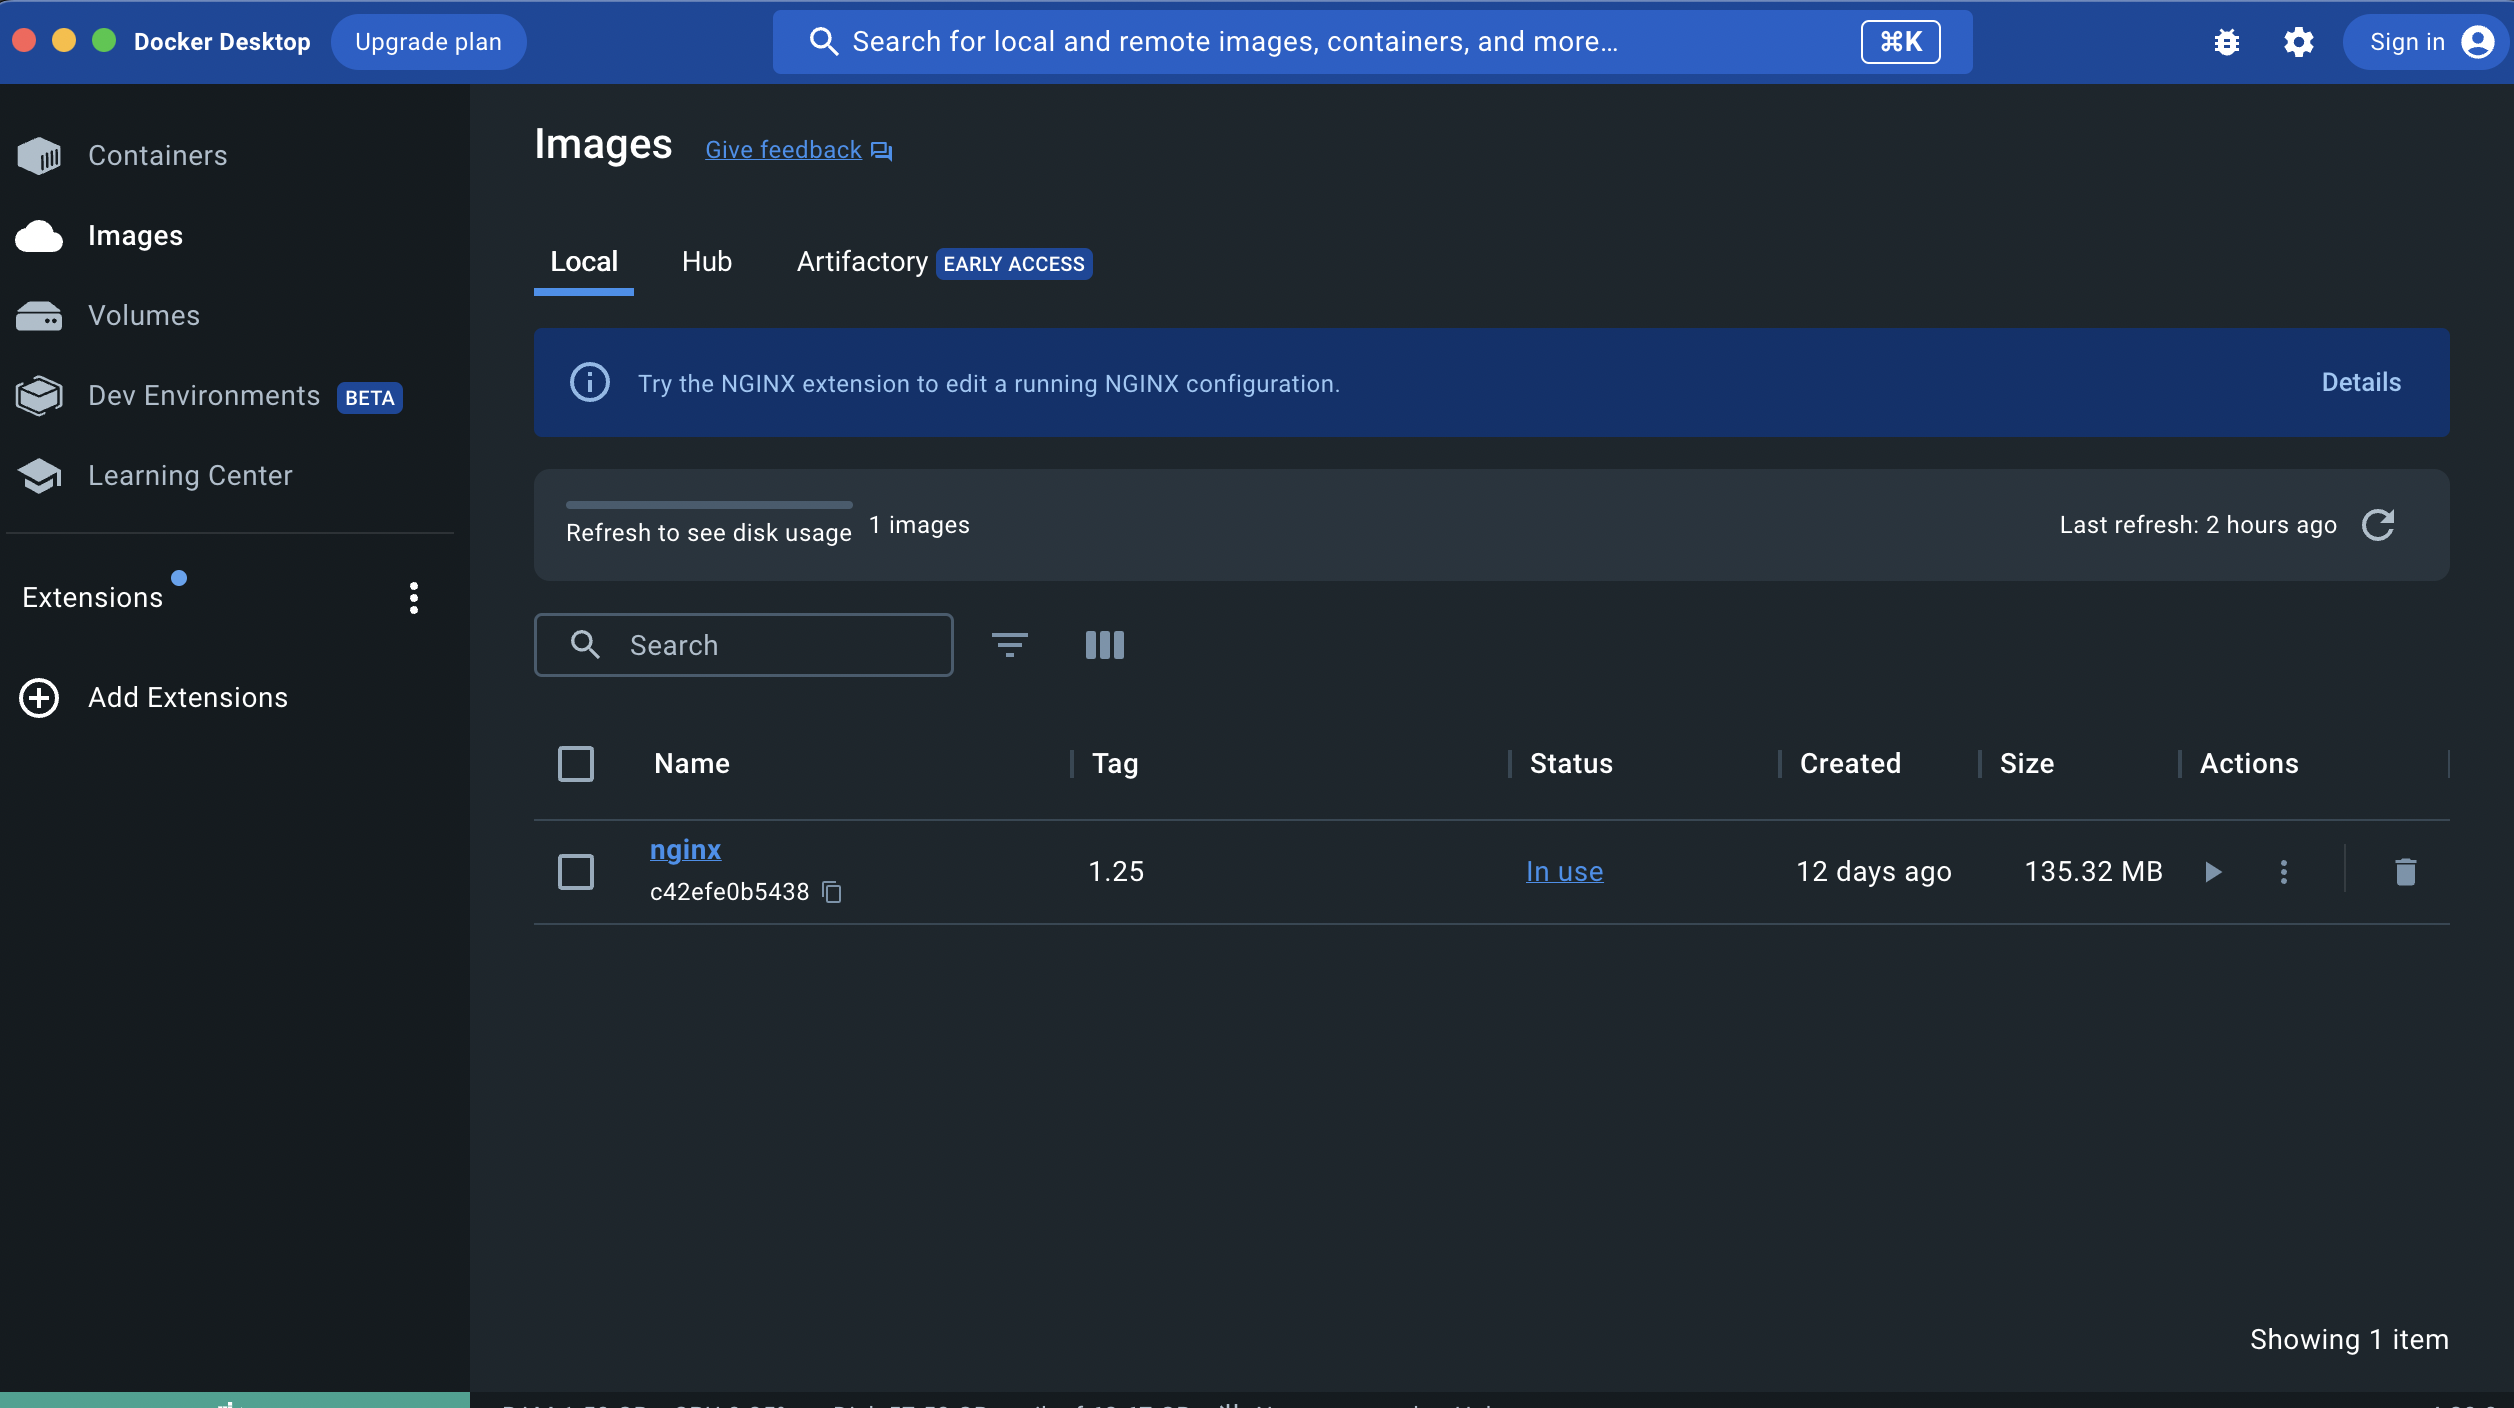 Docker Desktop
Upgrade plan
Search for local and remote images, containers, and more...
⌘K
Sign in
Containers
Images
Volumes
Dev Environments BETA
Learning Center
Extensions
Add Extensions
Images
Give feedback
Local
Hub
Artifactory EARLY ACCESS
Try the NGINX extension to edit a running NGINX configuration.
Details
Refresh to see disk usage
1 images
Last refresh: 2 hours ago
Search
Name
Tag
Status
Created
Size
Actions
nginx
c42efe0b5438
1.25
In use
12 days ago
135.32 MB
Showing 1 item